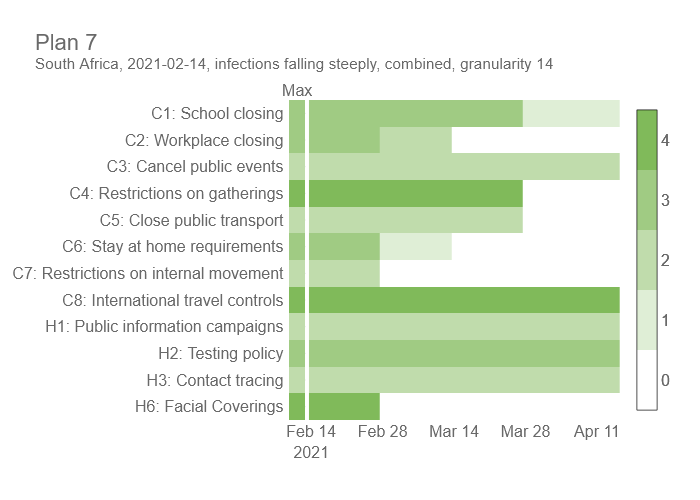 Plan 7
South Africa, 2021-02-14, infections falling steeply, combined, granularity 14
Max
C1: School closing
C2: Workplace closing
C3: Cancel public events
C4: Restrictions on gatherings
C5: Close public transport
C6: Stay at home requirements
C7: Restrictions on internal movement
C8: International travel controls
H1: Public information campaigns
H2: Testing policy
H3: Contact tracing
H6: Facial Coverings
Feb 14 Feb 28 Mar 14 Mar 28 Apr 11
2021
4
3
2
1
0